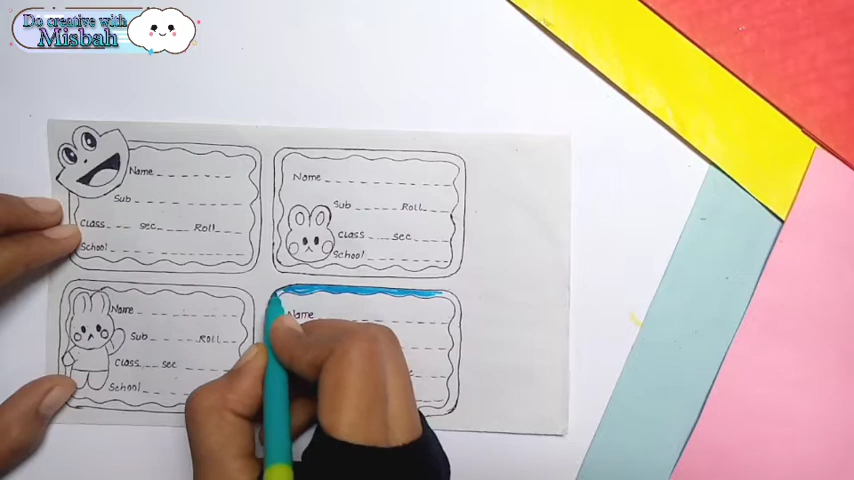 Do creative with
Misbah
Name
Sub
Class sec Roll
School
Name
Sub Roll
Class sec
School
Name
Sub Roll
Class sec
School
Name